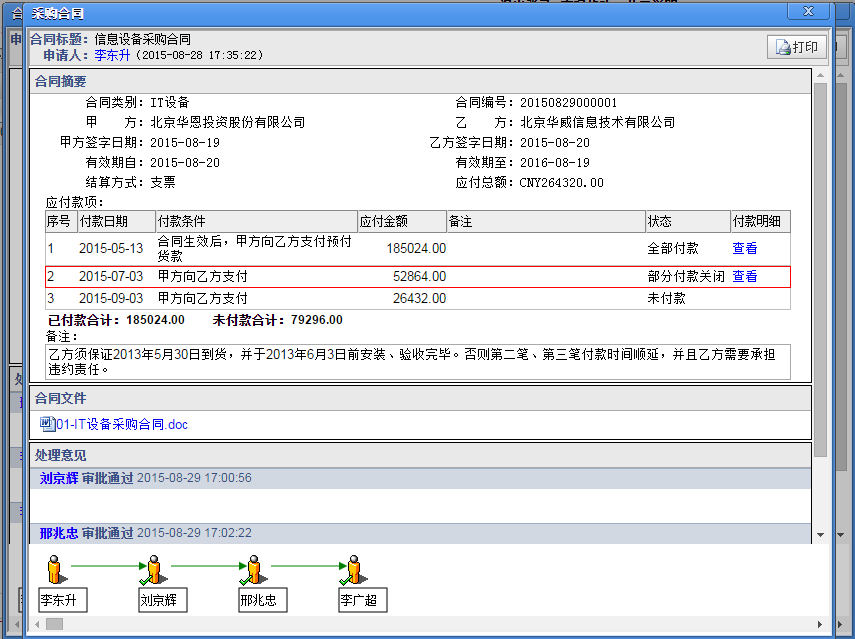 采购合同
合同标题：信息设备采购合同
申请人：李东升（2015-08-28 17:35:22）
打印
合同摘要
合同类别：IT设备 合同编号：20150829000001
甲 方：北京华恩投资股份有限公司 乙 方：北京华威信息技术有限公司
甲方签字日期：2015-08-19 乙方签字日期：2015-08-20
有效期自：2015-08-20 有效期至：2016-08-19
结算方式：支票 应付总额：CNY264320.00
应付款项：
序号 付款日期 付款条件 应付金额 备注 状态 付款明细
1 2015-05-13 合同生效后，甲方向乙方支付预付货款 185024.00 全部付款 查看
2 2015-07-03 甲方向乙方支付 52864.00 部分付款关闭 查看
3 2015-09-03 甲方向乙方支付 26432.00 未付款
已付款合计：185024.00 未付款合计：79296.00
备注：
乙方须保证2013年5月30日到货，并于2013年6月3日前安装、验收完毕。否则第二笔、第三笔付款时间顺延，并且乙方需要承担
违约责任。
合同文件
01-IT设备采购合同.doc
处理意见
刘京辉 审批通过 2015-08-29 17:00:56
邢兆忠 审批通过 2015-08-29 17:02:22
李东升 刘京辉 邢兆忠 李广超